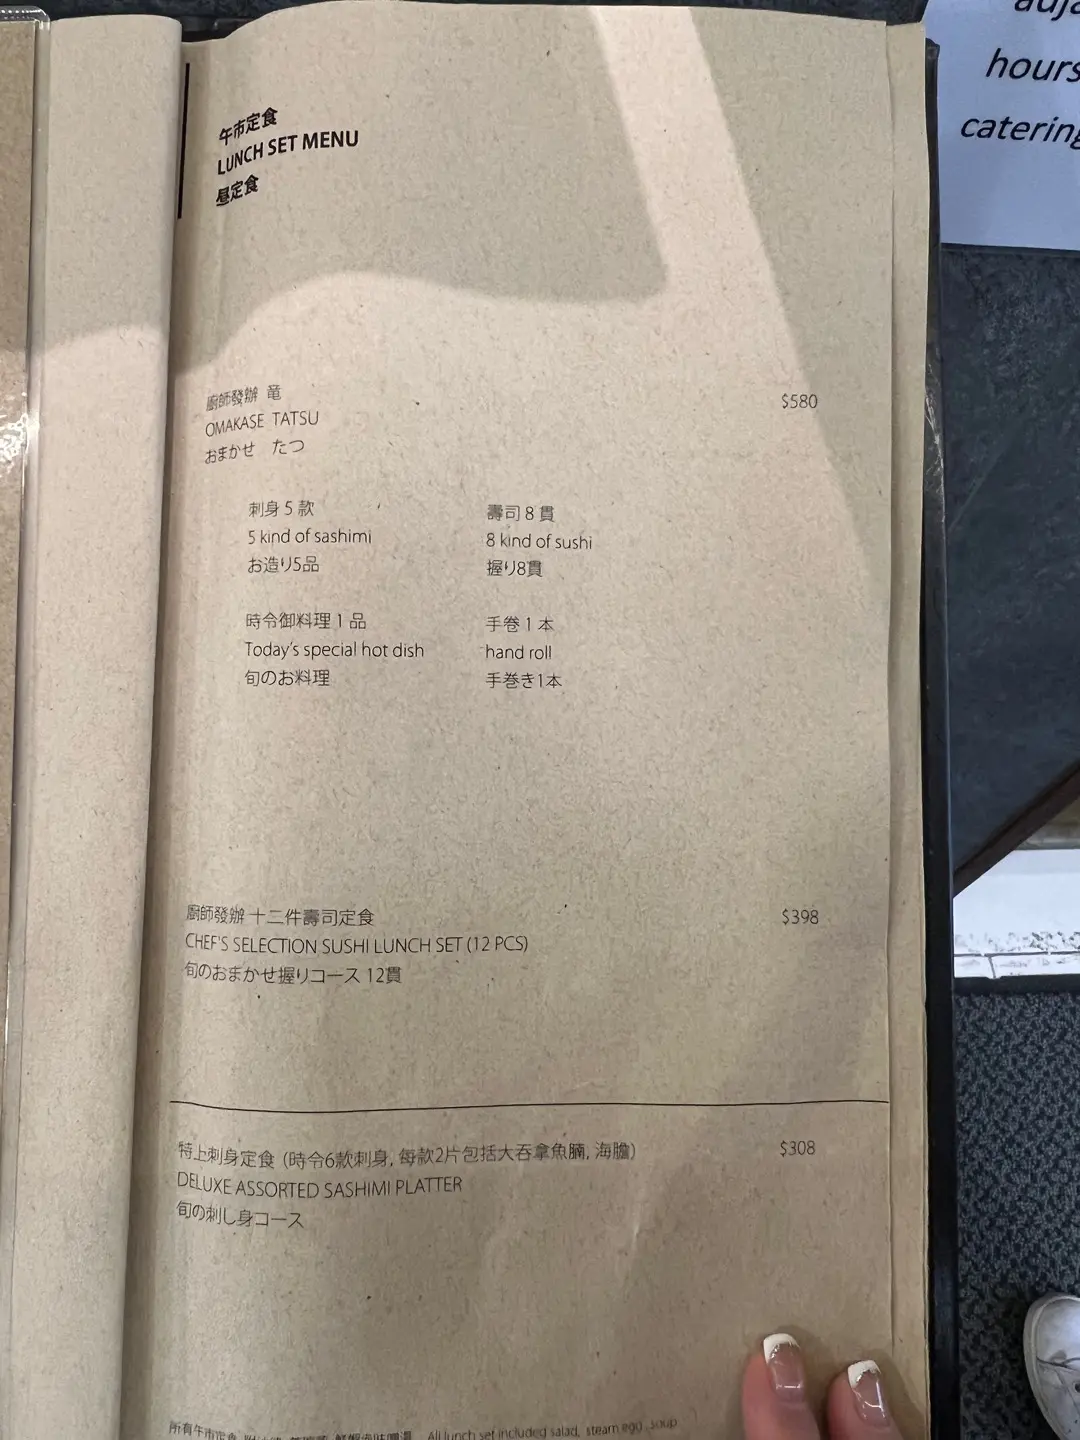 午市定食
LUNCH SET MENU
昼定食
廚師發辦 竜
$580
OMAKASE TATSU
おまかせ たつ
刺身 5 款
5 kind of sashimi
お造り5品
壽司 8 貫
8 kind of sushi
握り8貫
時令御料理 1 品
Today's special hot dish
旬のお料理
手卷 1 本
hand roll
手巻き1本
廚師發辦 十二件壽司定食
$398
CHEF'S SELECTION SUSHI LUNCH SET (12 PCS)
旬のおまかせ握りコース 12貫
特上刺身定食 (時令6款刺身, 每款2片包括大吞拿魚腩, 海膽)
$308
DELUXE ASSORTED SASHIMI PLATTER
旬の刺し身コース
所有午市定食 All lunch set included salad, steam egg, soup
hours
catering